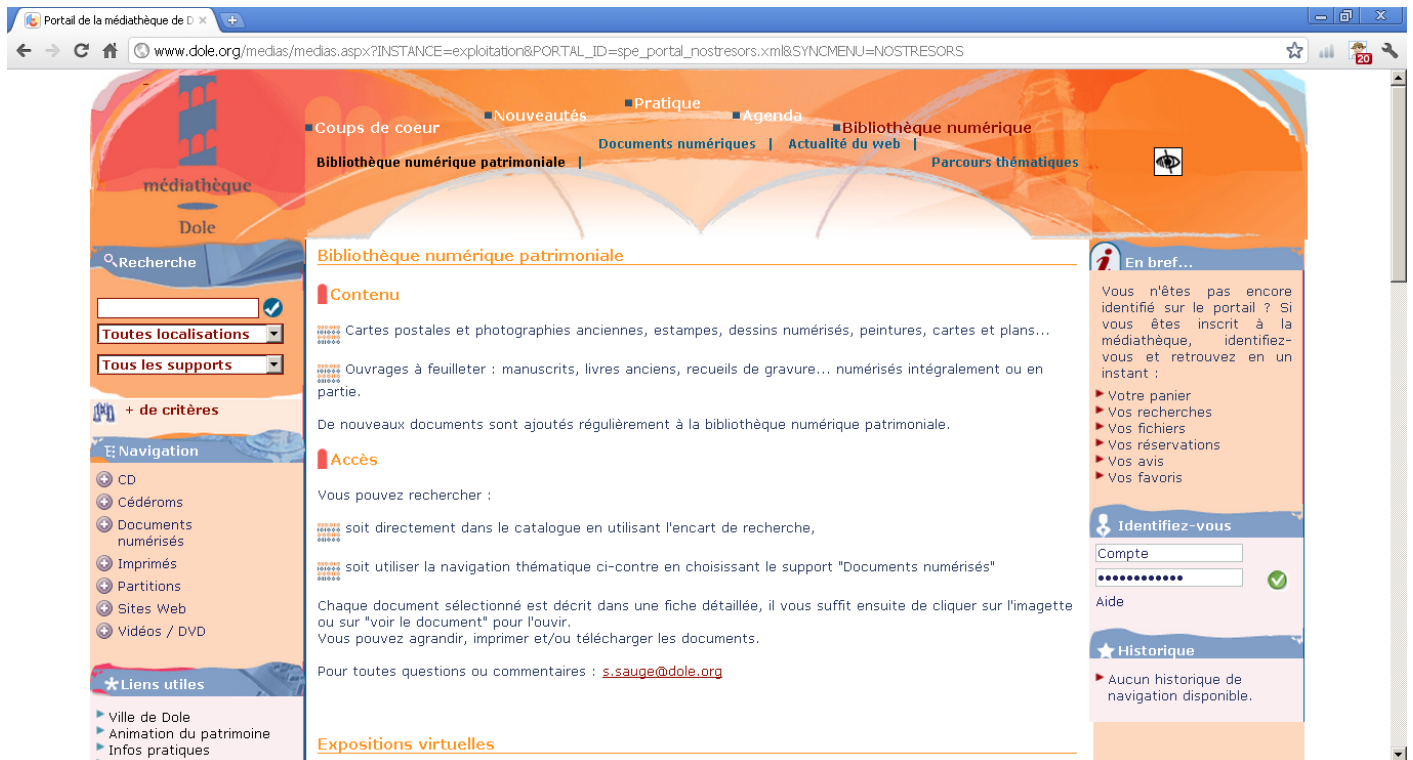 Portail de la médiathèque de D
www.dole.org/medias/medias.aspx?INSTANCE=exploitation&PORTAL_ID=spe_portal_nostresors.xml&SYNCMENU=NOSTRESORS
20
médiathèque
Dole
Coups de coeur
Nouveautés
Pratique
Agenda
Bibliothèque numérique
Documents numériques | Actualité du web |
Bibliothèque numérique patrimoniale |
Parcours thématiques
Recherche
Toutes localisations
Tous les supports
+ de critères
Navigation
CD
Cédéroms
Documents
numérisés
Imprimés
Partitions
Sites Web
Vidéos / DVD
Liens utiles
Ville de Dole
Animation du patrimoine
Infos pratiques
Bibliothèque numérique patrimoniale
Contenu
Cartes postales et photographies anciennes, estampes, dessins numérisés, peintures, cartes et plans...
Ouvrages à feuilleter : manuscrits, livres anciens, recueils de gravure... numérisés intégralement ou en
partie.
De nouveaux documents sont ajoutés régulièrement à la bibliothèque numérique patrimoniale.
Accès
Vous pouvez rechercher :
soit directement dans le catalogue en utilisant l'encart de recherche,
soit utiliser la navigation thématique ci-contre en choisissant le support "Documents numérisés"
Chaque document sélectionné est décrit dans une fiche détaillée, il vous suffit ensuite de cliquer sur l'imagette
ou sur "voir le document" pour l'ouvir.
Vous pouvez agrandir, imprimer et/ou télécharger les documents.
Pour toutes questions ou commentaires : s.sauge@dole.org
Expositions virtuelles
En bref...
Vous n'êtes pas encore
identifié sur le portail ? Si
vous êtes inscrit à la
médiathèque, identifiez-
vous et retrouvez en un
instant :
Votre panier
Vos recherches
Vos fichiers
Vos réservations
Vos avis
Vos favoris
Identifiez-vous
Compte
••••••••••••
Aide
Historique
Aucun historique de
navigation disponible.